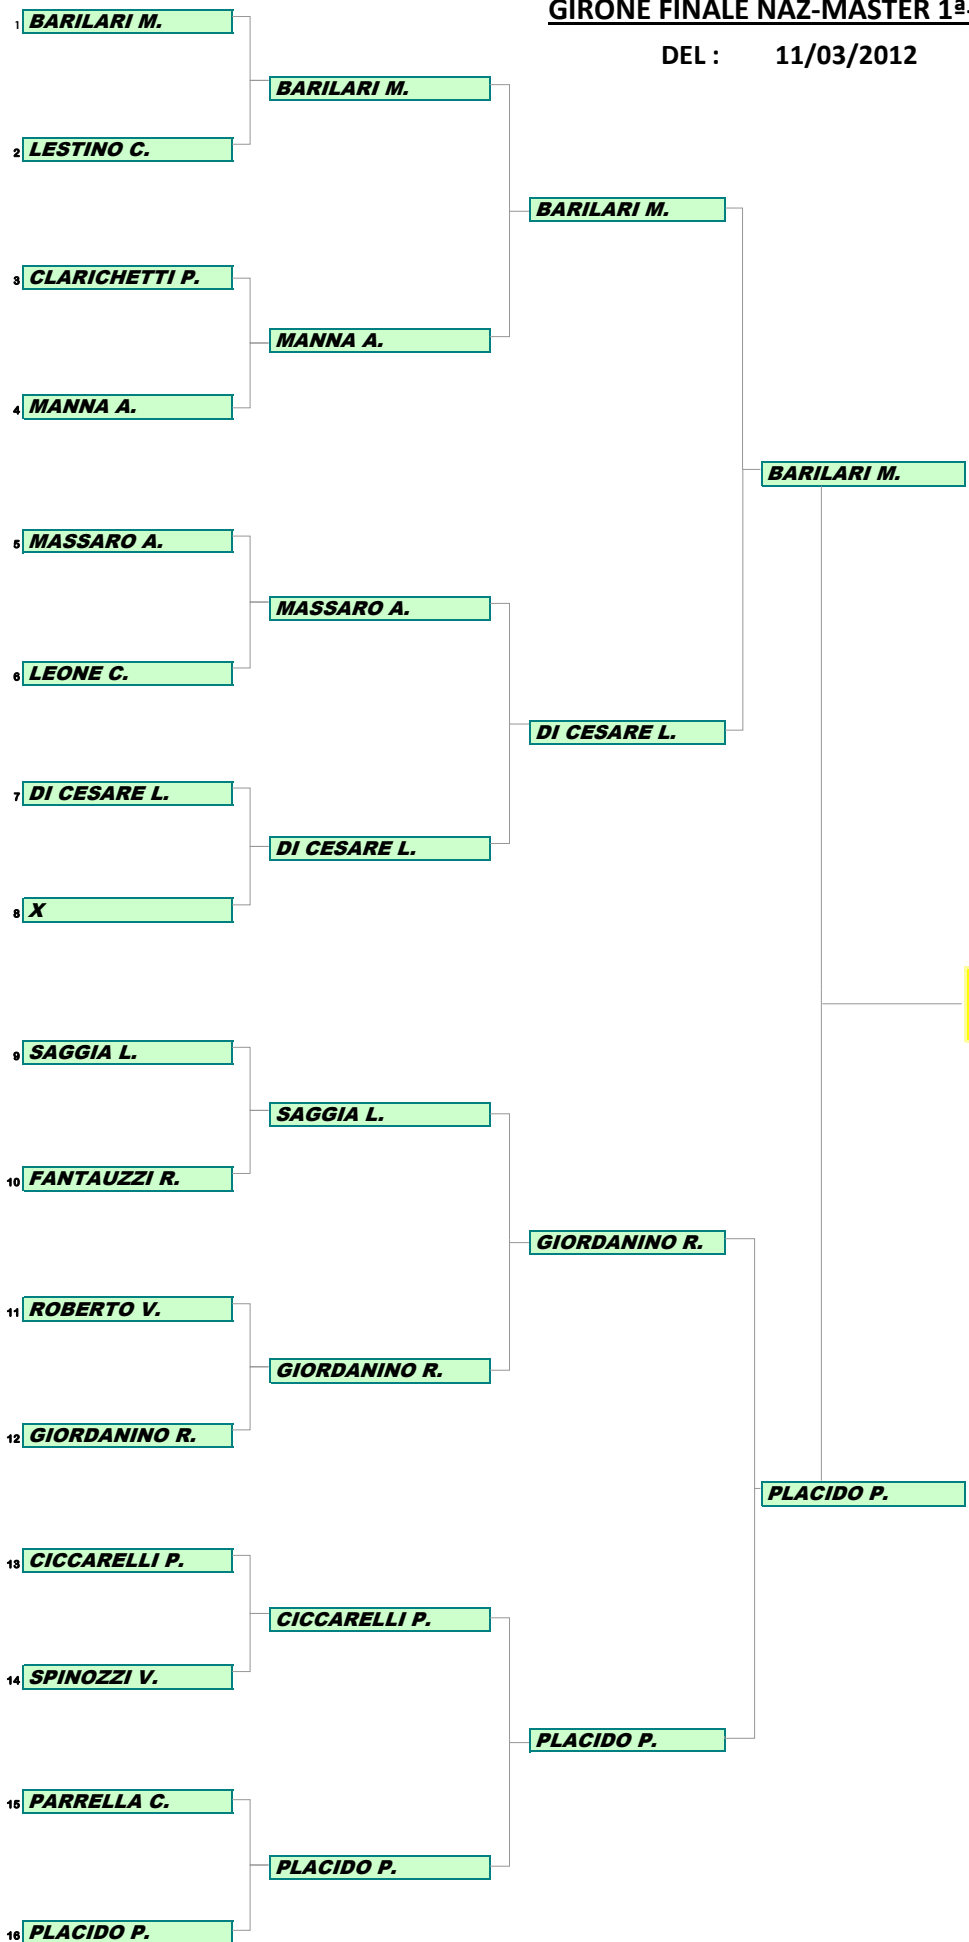 GIRONE FINALE NAZ-MASTER 1ª-
DEL : 11/03/2012
1 BARILARI M.
BARILARI M.
2 LESTINO C.
BARILARI M.
3 CLARICHETTI P.
MANNA A.
4 MANNA A.
BARILARI M.
5 MASSARO A.
MASSARO A.
6 LEONE C.
DI CESARE L.
7 DI CESARE L.
DI CESARE L.
8 X
9 SAGGIA L.
SAGGIA L.
10 FANTAUZZI R.
GIORDANINO R.
11 ROBERTO V.
GIORDANINO R.
12 GIORDANINO R.
PLACIDO P.
13 CICCARELLI P.
CICCARELLI P.
14 SPINOZZI V.
PLACIDO P.
15 PARRELLA C.
PLACIDO P.
16 PLACIDO P.